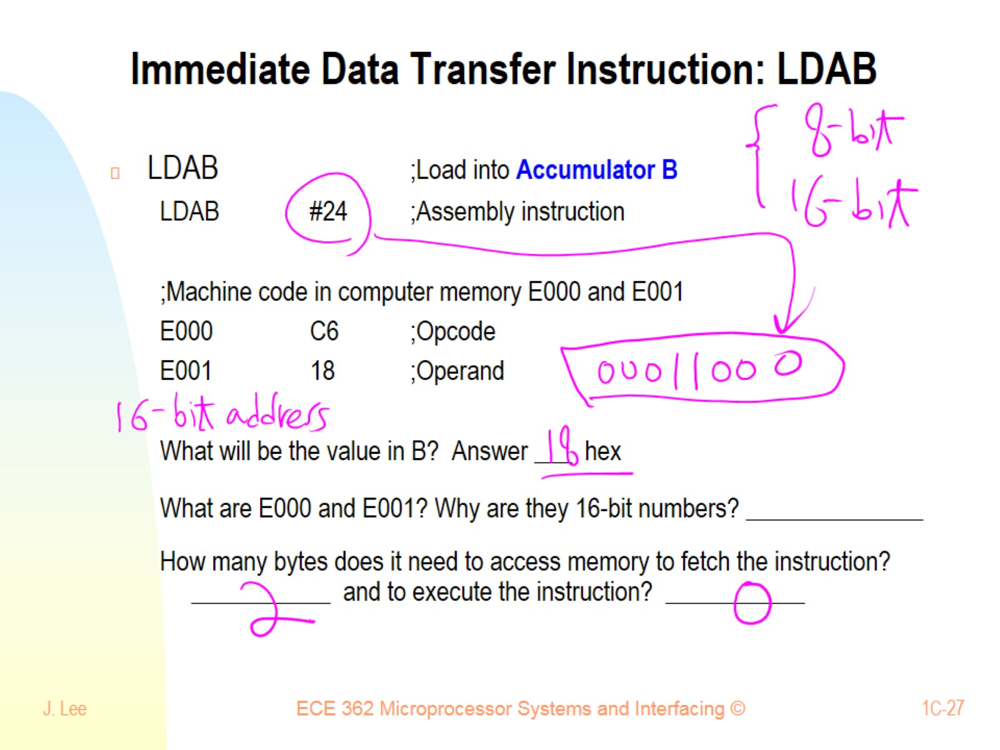 Immediate Data Transfer Instruction: LDAB
8-bit
16-bit
LDAB ;Load into Accumulator B
LDAB #24 ;Assembly instruction
;Machine code in computer memory E000 and E001
E000 C6 ;Opcode
E001 18 ;Operand
00011000
16-bit address
What will be the value in B? Answer 18 hex
What are E000 and E001? Why are they 16-bit numbers? ____________
How many bytes does it need to access memory to fetch the instruction?
2 and to execute the instruction? 0
J. Lee ECE 362 Microprocessor Systems and Interfacing © 1C-27